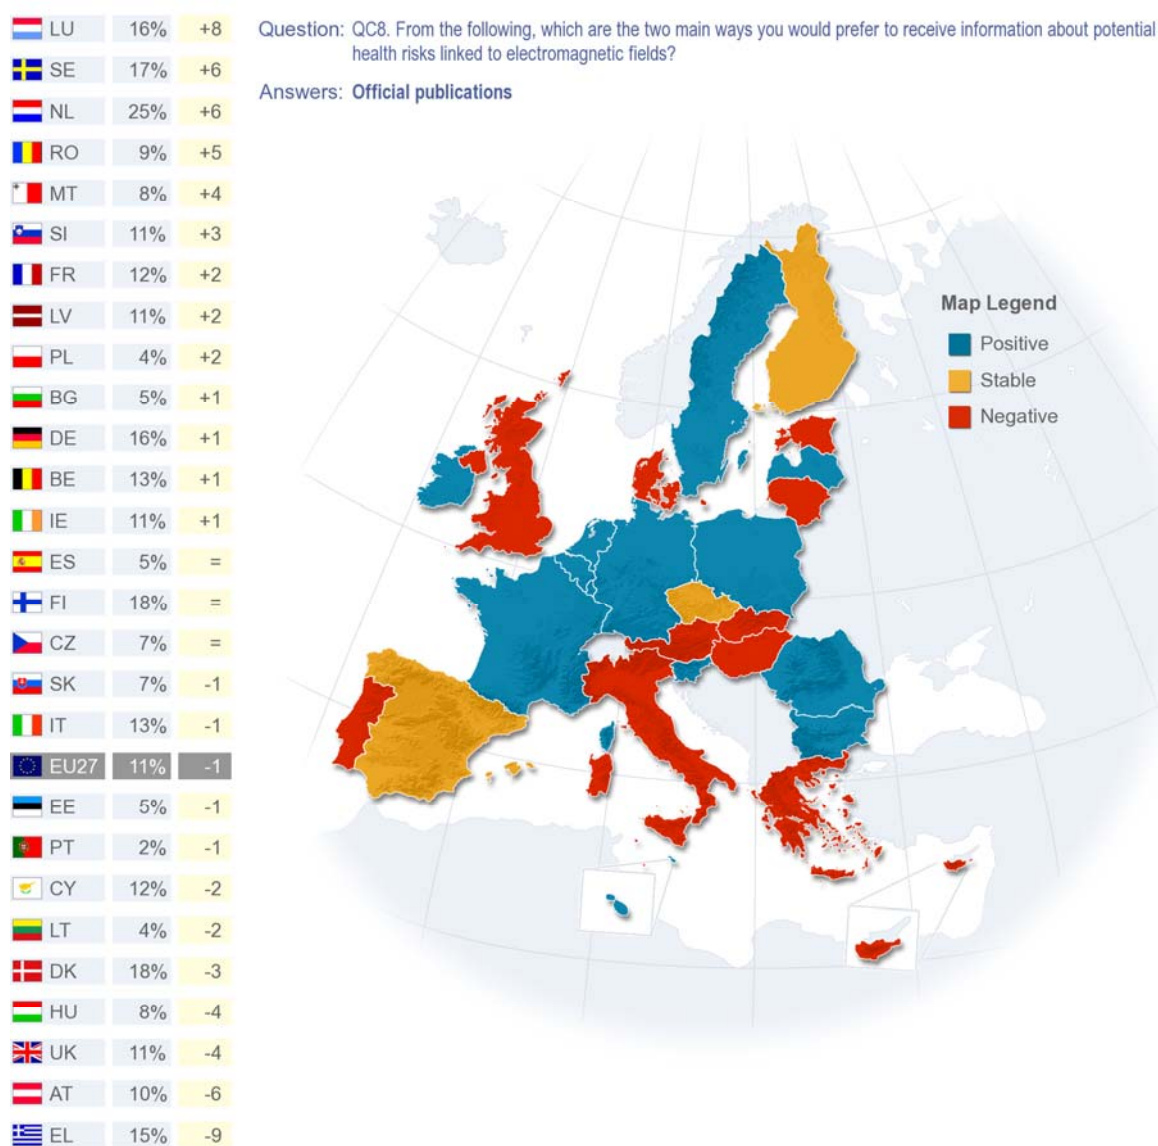 LU 16% +8
SE 17% +6
NL 25% +6
RO 9% +5
MT 8% +4
SI 11% +3
FR 12% +2
LV 11% +2
PL 4% +2
BG 5% +1
DE 16% +1
BE 13% +1
IE 11% +1
ES 5% =
FI 18% =
CZ 7% =
SK 7% -1
IT 13% -1
EU27 11% -1
EE 5% -1
PT 2% -1
CY 12% -2
LT 4% -2
DK 18% -3
HU 8% -4
UK 11% -4
AT 10% -6
EL 15% -9
Question: QC8. From the following, which are the two main ways you would prefer to receive information about potential
health risks linked to electromagnetic fields?
Answers: Official publications
Map Legend
Positive
Stable
Negative